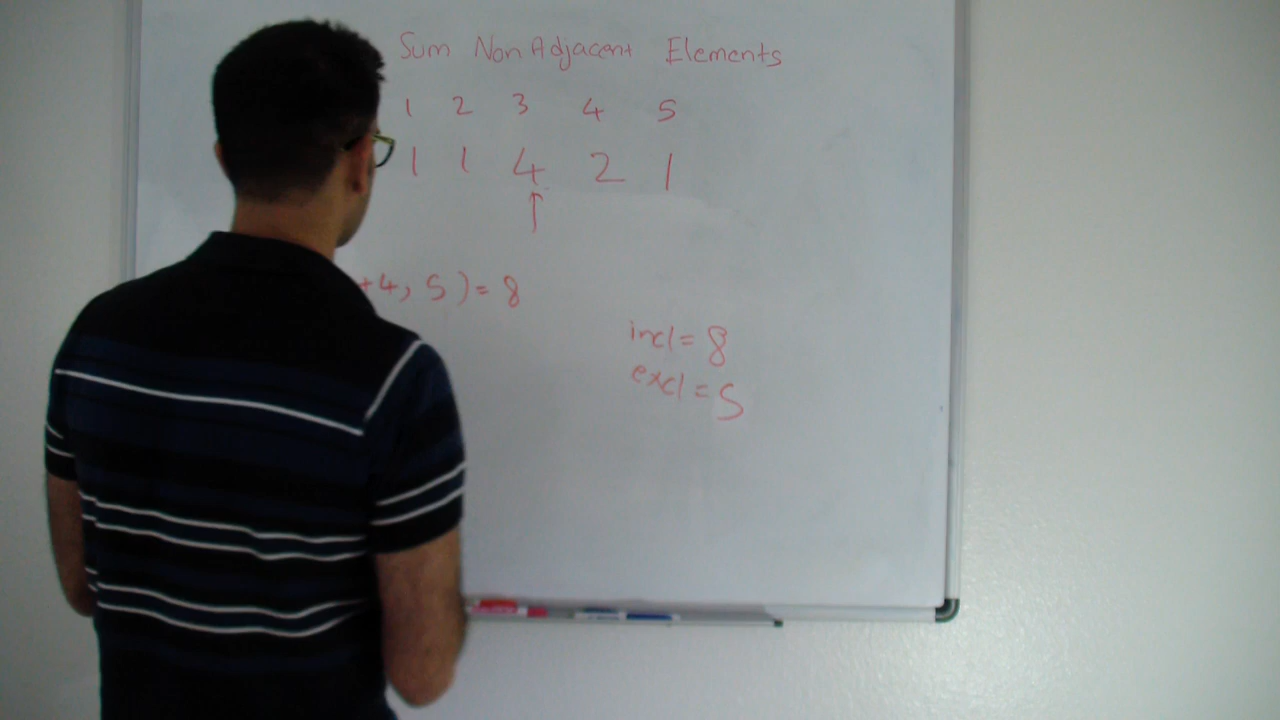 Sum Non Adjacent Elements
1 2 3 4 5
1 1 4 2 1
↑
+4, 5 ) = 8
incl = 8
excl = 5